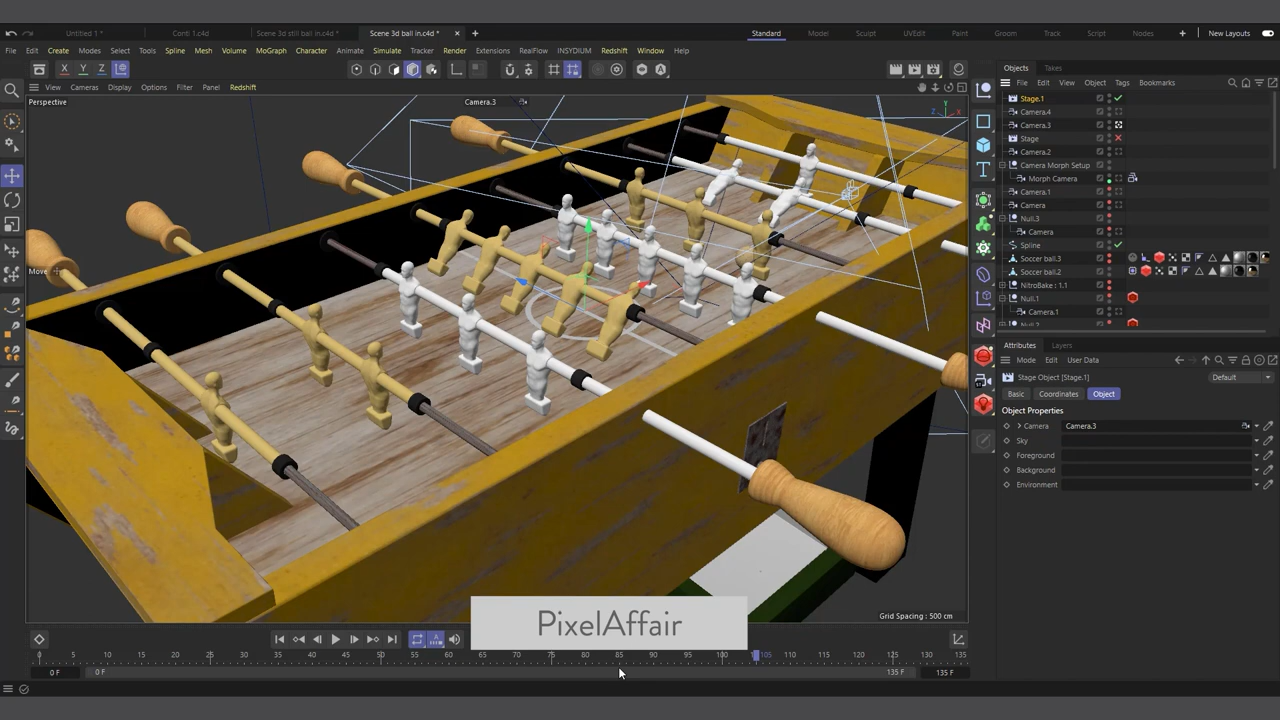 Untitled 1 *
Conti 1.c4d
Scene 3d still ball in.c4d *
Scene 3d ball in.c4d *
Standard
Model
Sculpt
UVEdit
Paint
Groom
Track
Script
Nodes
New Layouts
File
Edit
Create
Modes
Select
Tools
Spline
Mesh
Volume
MoGraph
Character
Animate
Simulate
Tracker
Render
Extensions
RealFlow
INSYDIUM
Redshift
Window
Help
X
Y
Z
Objects
Takes
View
Cameras
Display
Options
Filter
Panel
Redshift
File
Edit
View
Object
Tags
Bookmarks
Perspective
Camera.3
Stage.1
Camera.4
Camera.3
Stage
Camera.2
Camera Morph Setup
Morph Camera
Camera.1
Camera
Null.3
Camera
Spline
Soccer ball.3
Soccer ball.2
NitroBake : 1.1
Null.1
Camera.1
Null.2
Move
Attributes
Layers
Mode
Edit
User Data
Stage Object [Stage.1]
Default
Basic
Coordinates
Object
Object Properties
Camera
Camera.3
Sky
Foreground
Background
Environment
Grid Spacing : 500 cm
PixelAffair
0 5 10 15 20 25 30 35 40 45 50 55 60 65 70 75 80 85 90 95 100 105 110 115 120 125 130 135
0 F
0 F
135 F
135 F